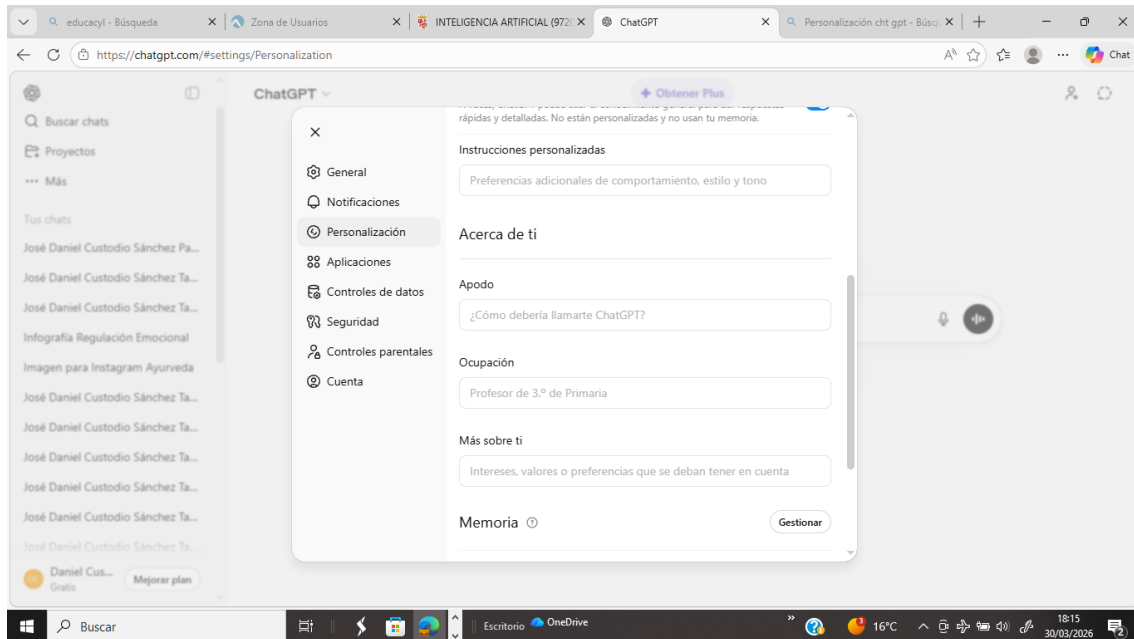 educacyl - Búsqueda
Zona de Usuarios
INTELIGENCIA ARTIFICIAL (972
ChatGPT
Personalización cht gpt - Búsq
https://chatgpt.com/#settings/Personalization
Chat
ChatGPT
Obtener Plus
Buscar chats
Proyectos
Más
Tus chats
José Daniel Custodio Sánchez Pa...
José Daniel Custodio Sánchez Ta...
José Daniel Custodio Sánchez Ta...
Infografía Regulación Emocional
Imagen para Instagram Ayurveda
José Daniel Custodio Sánchez Ta...
José Daniel Custodio Sánchez Ta...
José Daniel Custodio Sánchez Ta...
José Daniel Custodio Sánchez Ta...
José Daniel Custodio Sánchez Ta...
José Daniel Custodio Sánchez Ta...
Daniel Cus...
Gratis
Mejorar plan
General
Notificaciones
Personalización
Aplicaciones
Controles de datos
Seguridad
Controles parentales
Cuenta
rápidas y detalladas. No están personalizadas y no usan tu memoria.
Instrucciones personalizadas
Preferencias adicionales de comportamiento, estilo y tono
Acerca de ti
Apodo
¿Cómo debería llamarte ChatGPT?
Ocupación
Profesor de 3.º de Primaria
Más sobre ti
Intereses, valores o preferencias que se deban tener en cuenta
Memoria
Gestionar
Buscar
Escritorio
OneDrive
16°C
18:15
30/03/2026